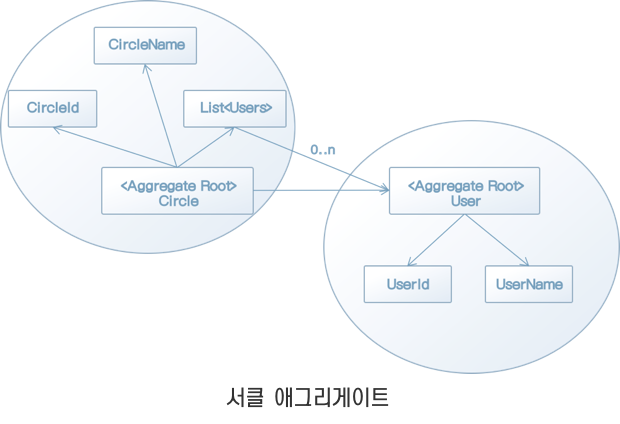 CircleName
CircleId
List<Users>
0..n
<Aggregate Root>
Circle
<Aggregate Root>
User
UserId
UserName
서클 애그리게이트